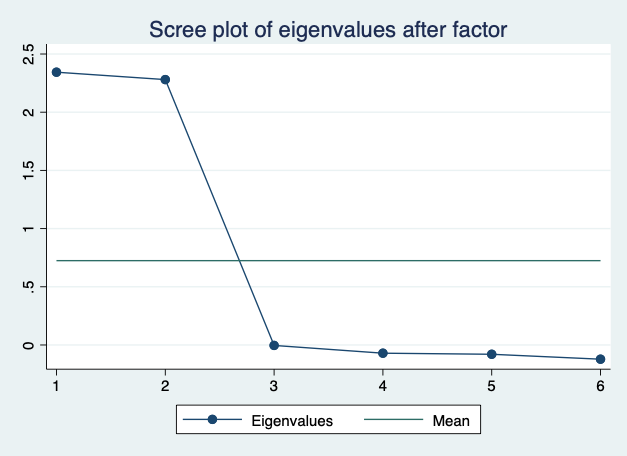 Scree plot of eigenvalues after factor
2.5
2
1.5
1
.5
0
1 2 3 4 5 6
Eigenvalues Mean